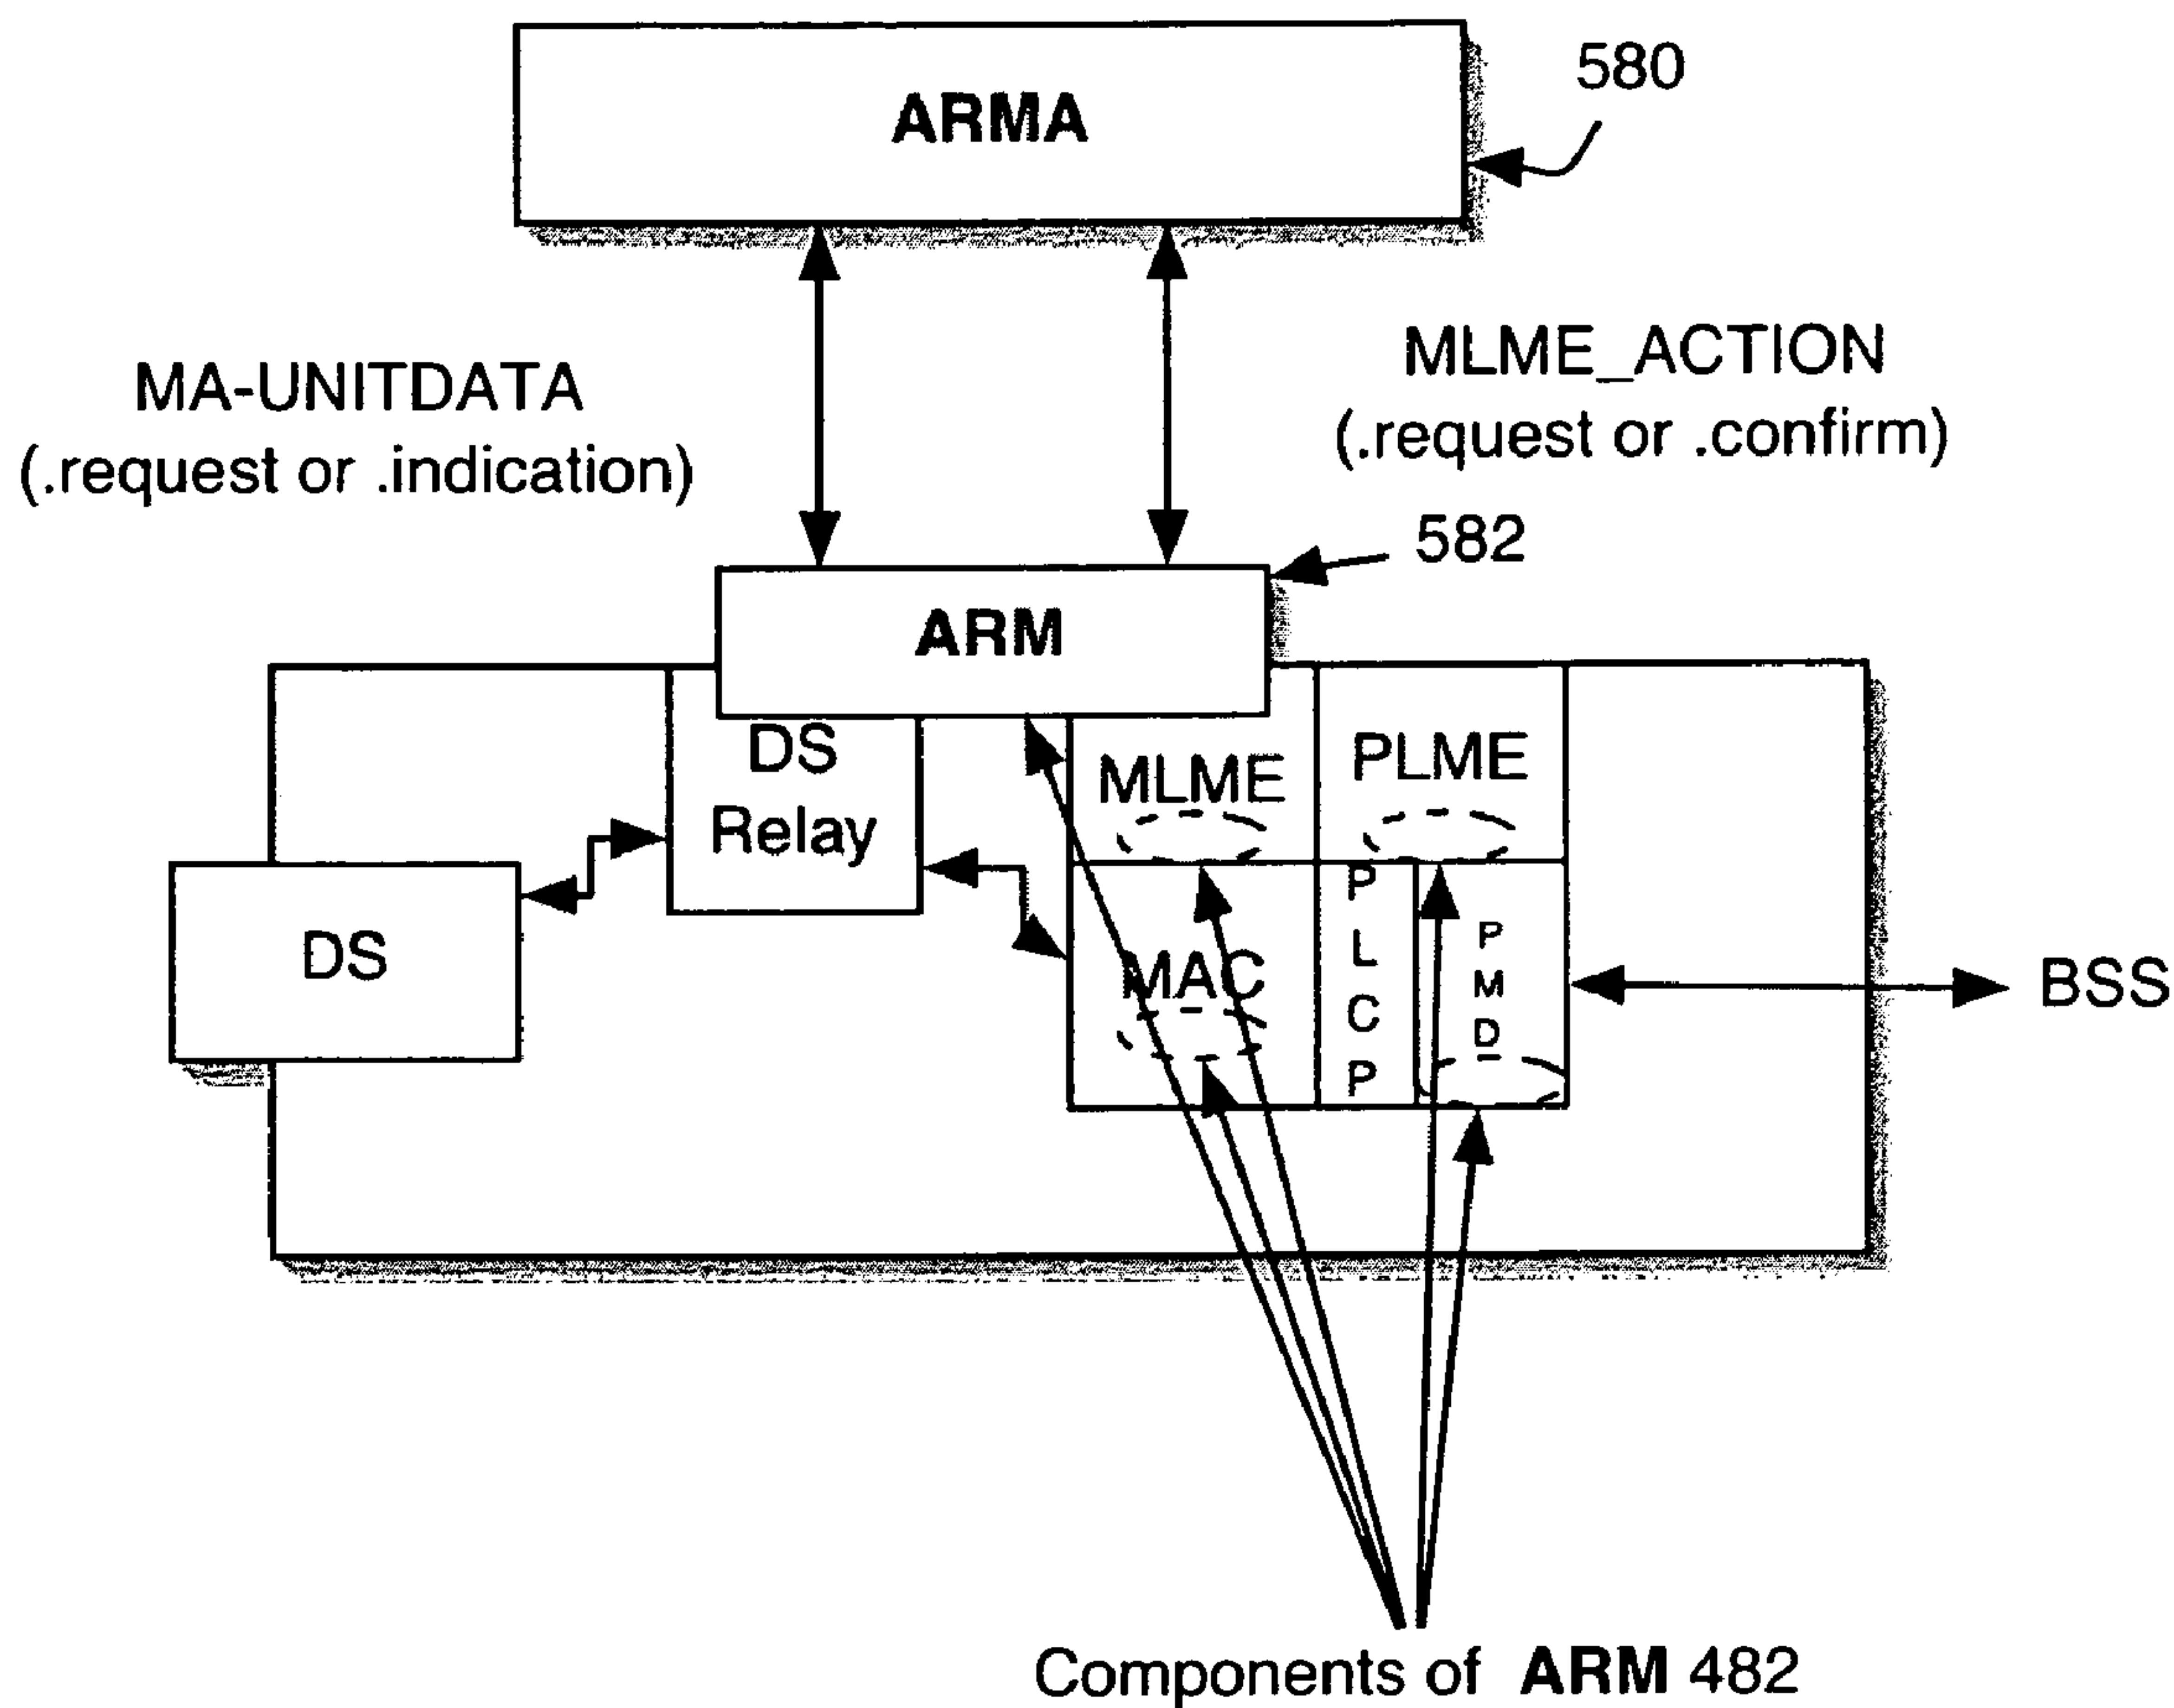 ARMA
580
MA-UNITDATA
(.request or .indication)
MLME_ACTION
(.request or .confirm)
582
ARM
DS
Relay
MLME
PLME
DS
MAC
P
L
C
P
P
M
D
BSS
Components of ARM 482